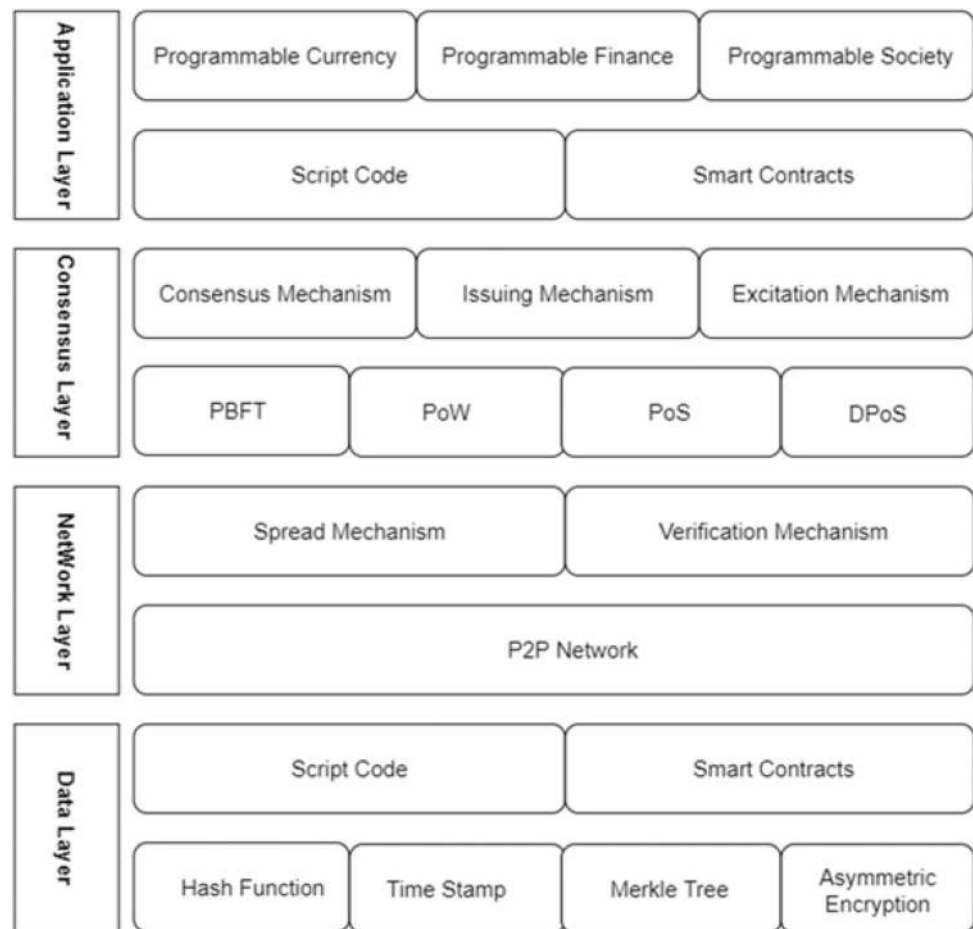 Application Layer
Programmable Currency
Programmable Finance
Programmable Society
Script Code
Smart Contracts
Consensus Layer
Consensus Mechanism
Issuing Mechanism
Excitation Mechanism
PBFT
PoW
PoS
DPoS
NetWork Layer
Spread Mechanism
Verification Mechanism
P2P Network
Data Layer
Script Code
Smart Contracts
Hash Function
Time Stamp
Merkle Tree
Asymmetric
Encryption